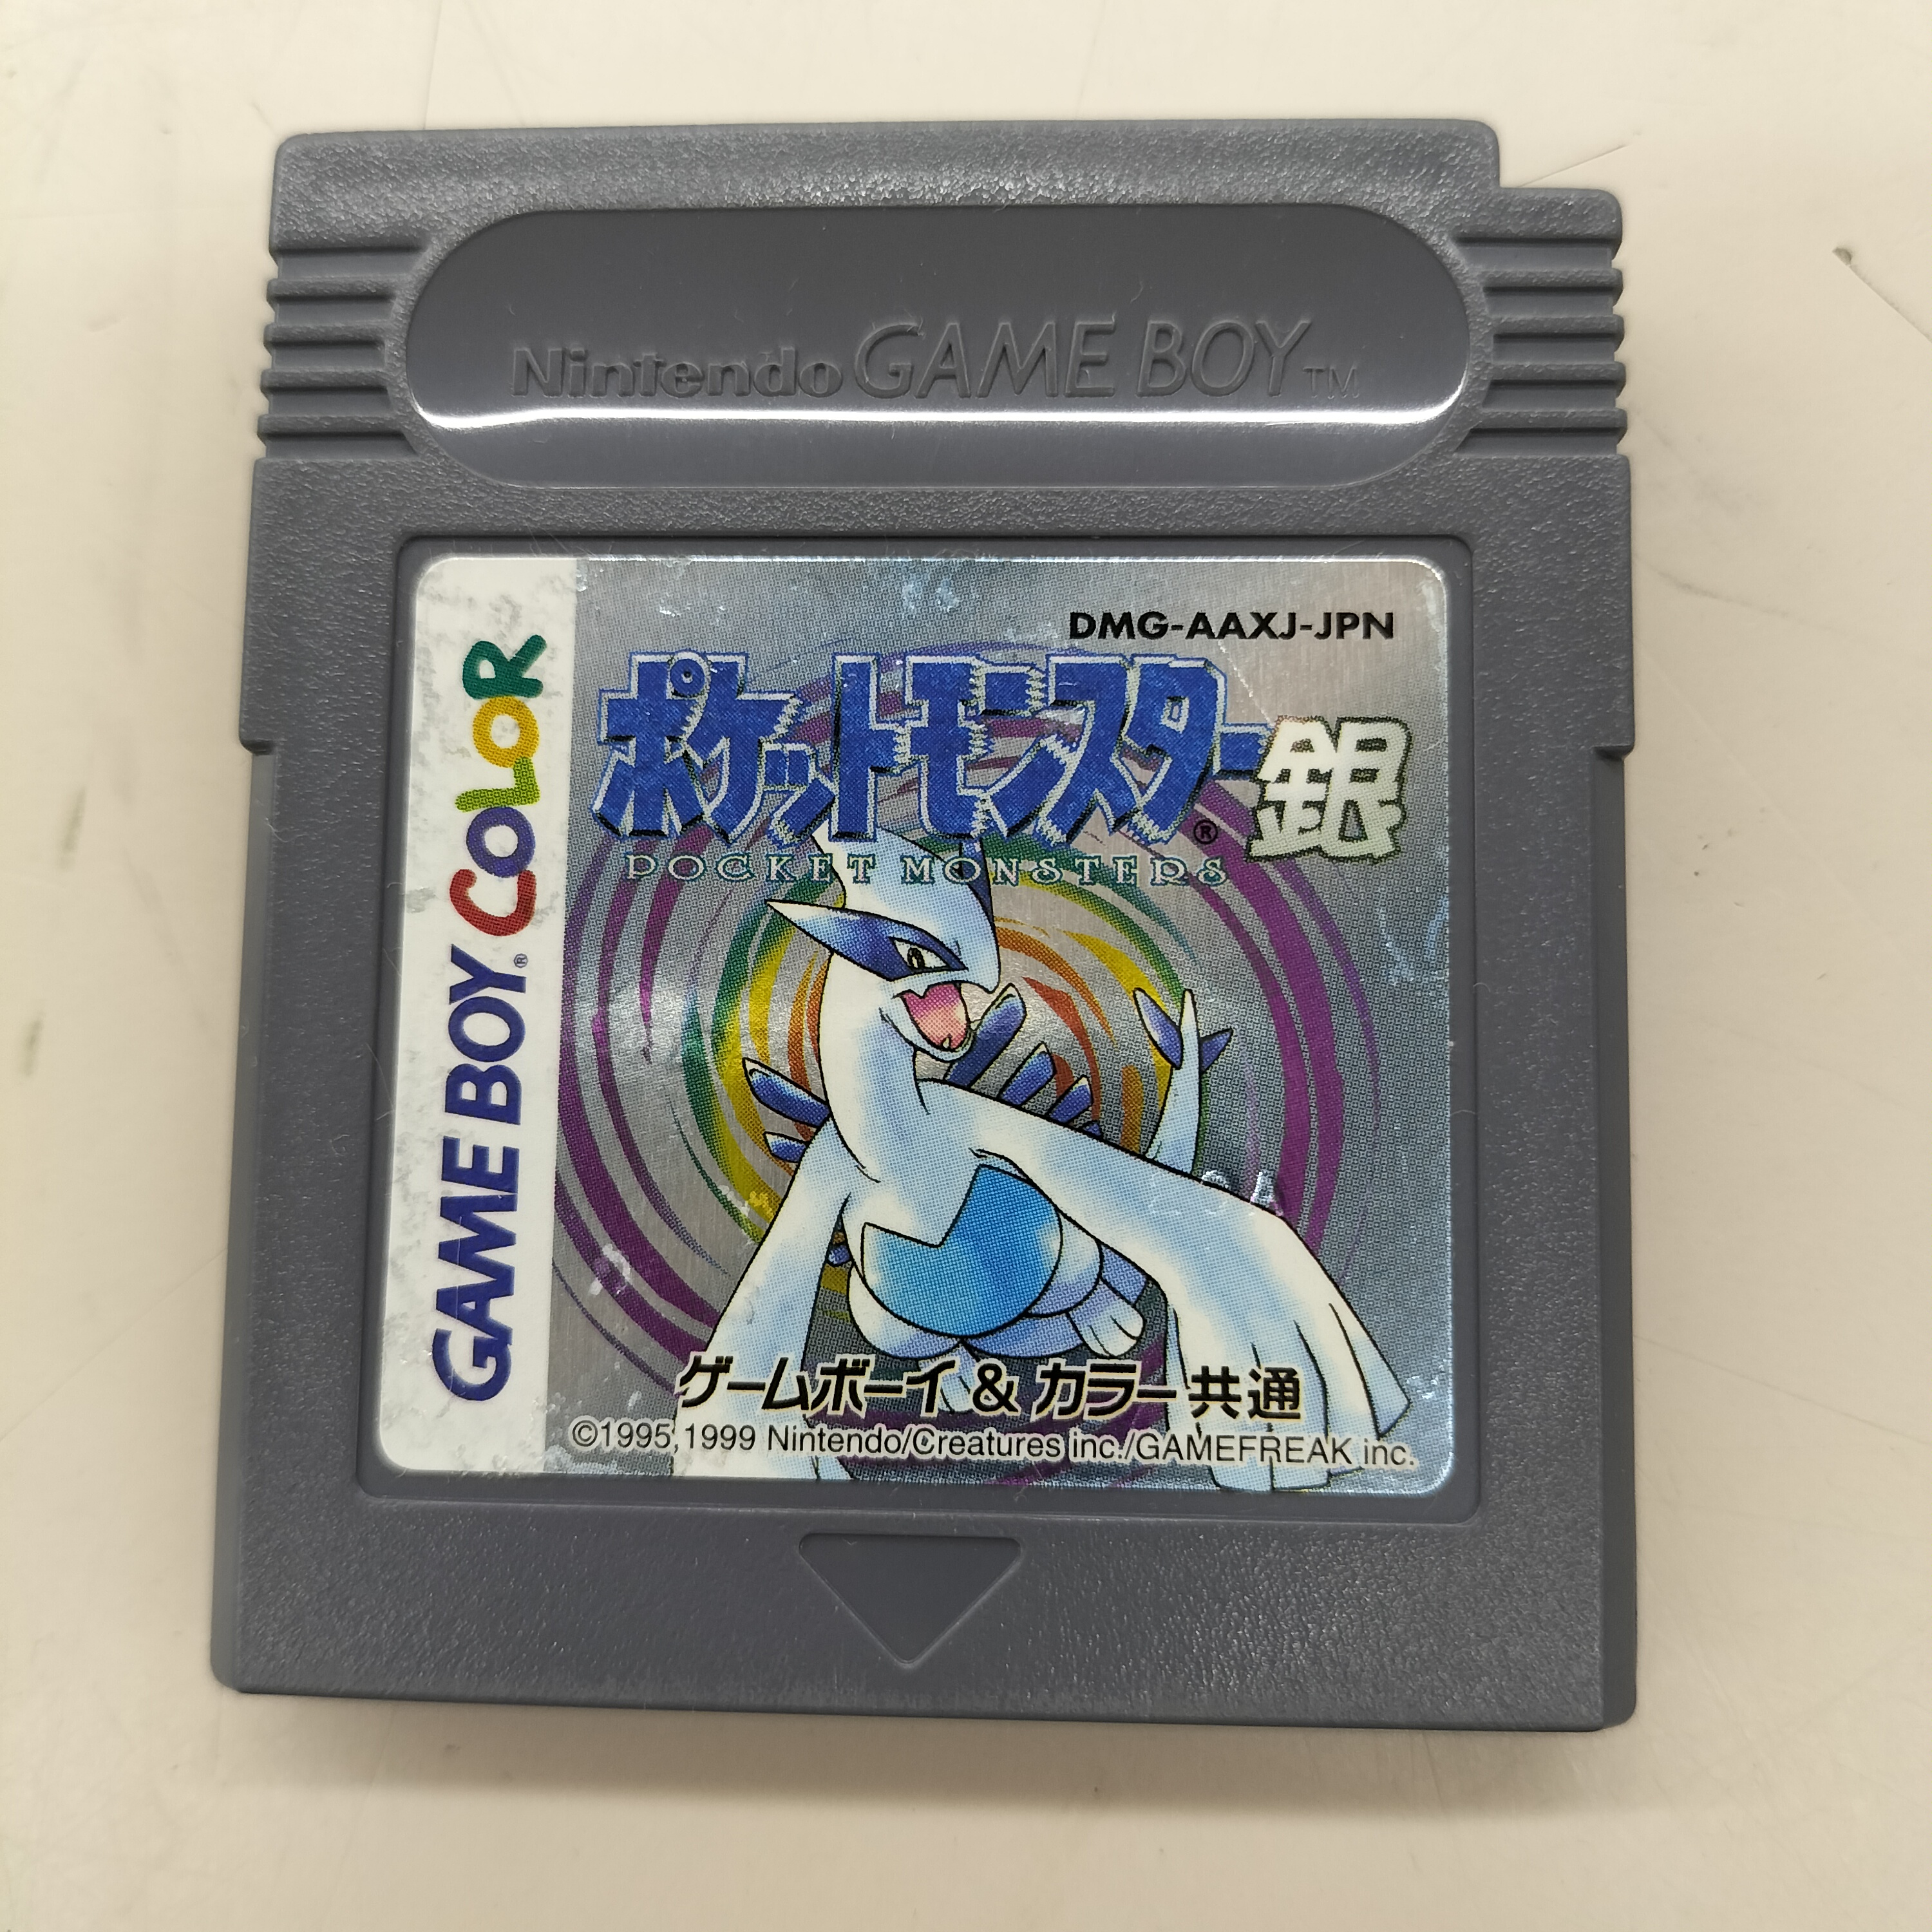 Nintendo GAME BOY™
GAME BOY® COLOR
DMG-AAXJ-JPN
ポケットモンスター®銀
POCKET MONSTERS
ゲームボーイ&カラー共通
©1995,1999 Nintendo/Creatures inc./GAMEFREAK inc.